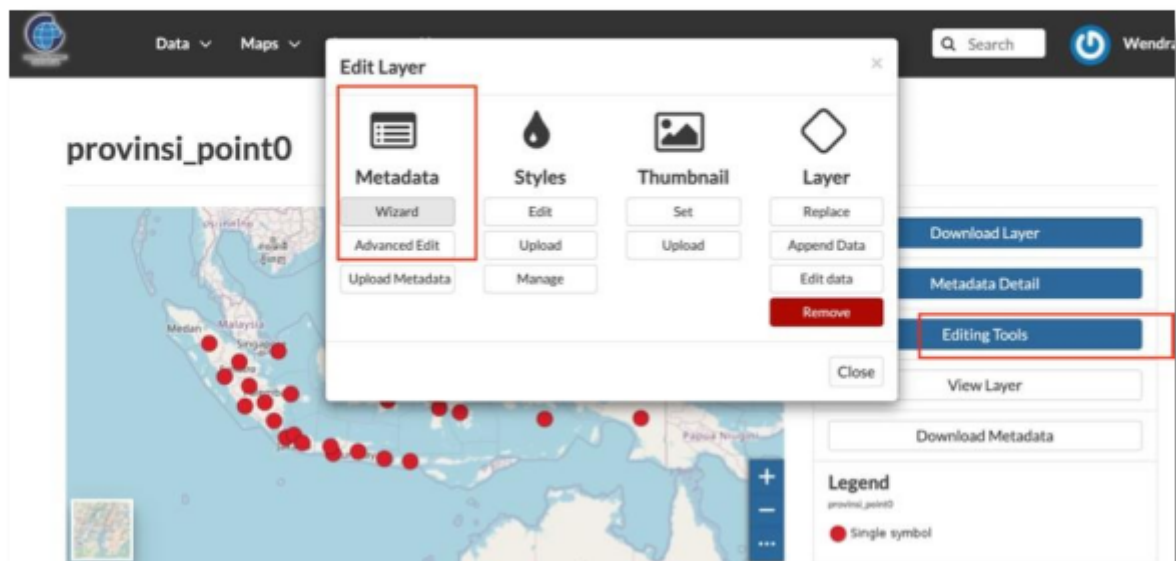 Data Maps
Search
Wendra
Edit Layer
×
provinsi_point0
Metadata
Wizard
Advanced Edit
Upload Metadata
Styles
Edit
Upload
Manage
Thumbnail
Set
Upload
Layer
Replace
Append Data
Edit data
Remove
Close
Download Layer
Metadata Detail
Editing Tools
View Layer
Download Metadata
Legend
provinsi_point0
Single symbol
Medan
Malaysia
+
−
...